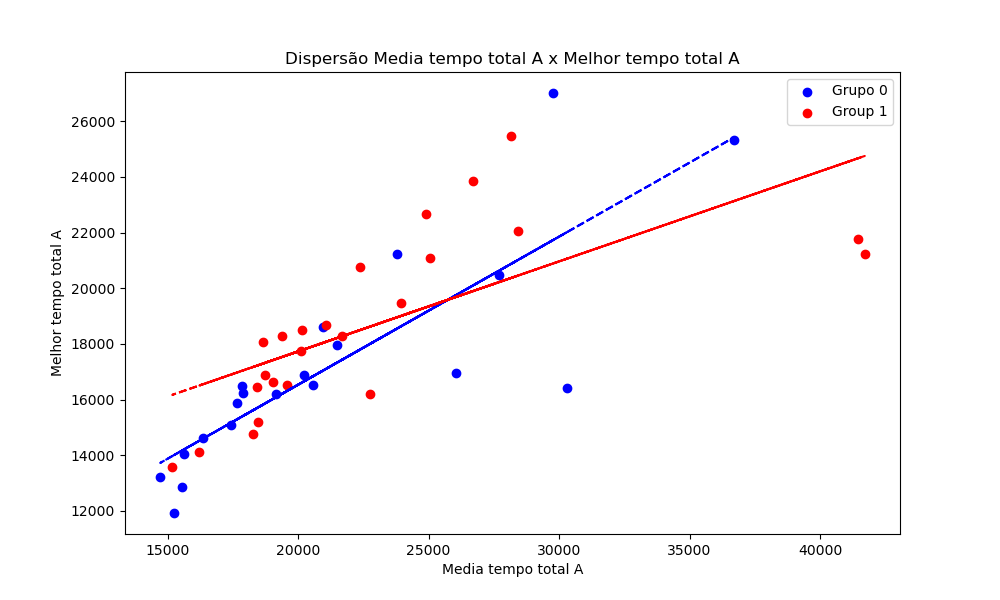 Dispersão Media tempo total A x Melhor tempo total A
Grupo 0
Group 1
Melhor tempo total A
26000
24000
22000
20000
18000
16000
14000
12000
15000 20000 25000 30000 35000 40000
Media tempo total A